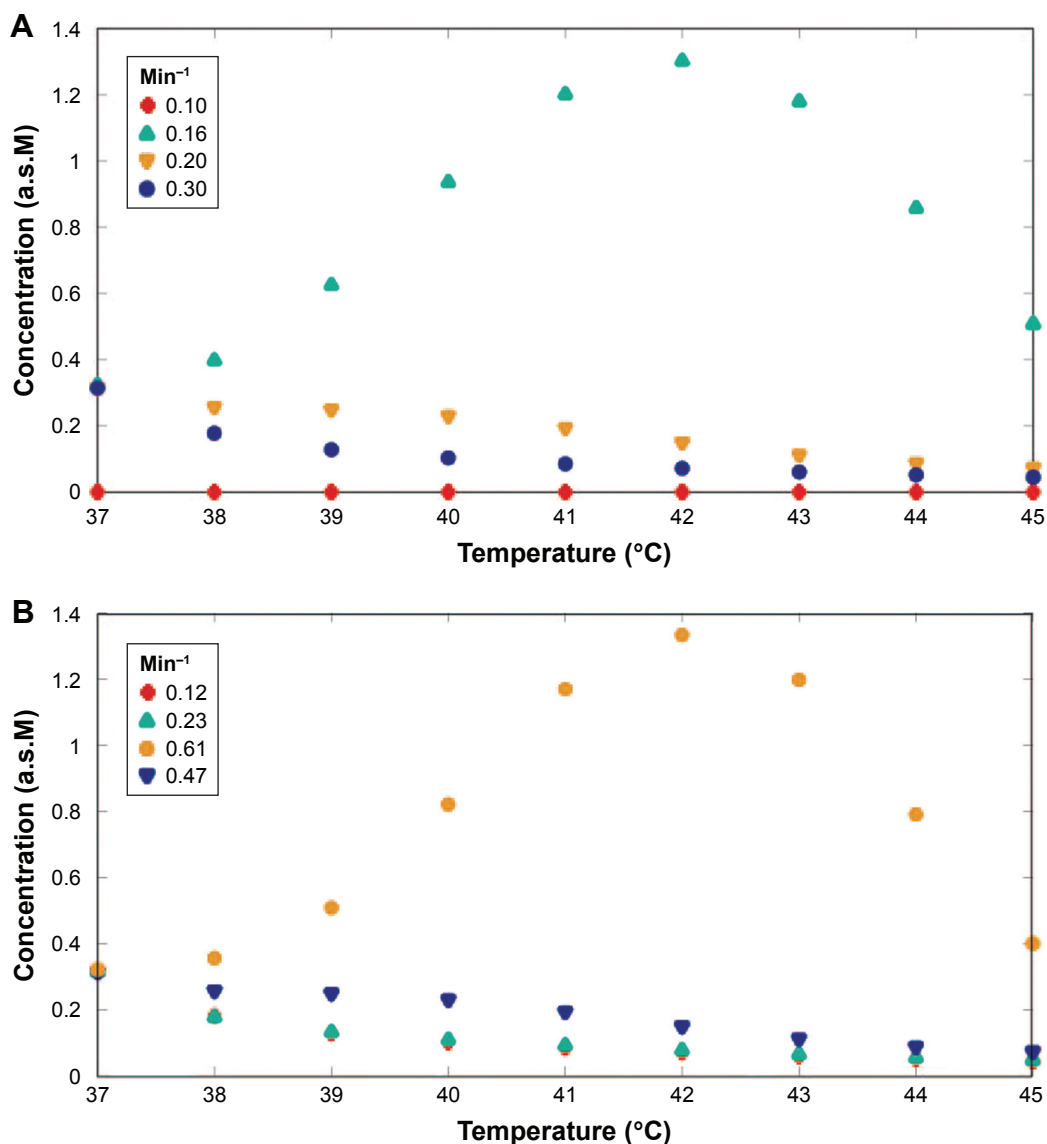 A
1.4
1.2
1
0.8
0.6
0.4
0.2
0
Concentration (a.s.M)
Min⁻¹
0.10
0.16
0.20
0.30
37 38 39 40 41 42 43 44 45
Temperature (°C)
B
1.4
1.2
1
0.8
0.6
0.4
0.2
0
Concentration (a.s.M)
Min⁻¹
0.12
0.23
0.61
0.47
37 38 39 40 41 42 43 44 45
Temperature (°C)